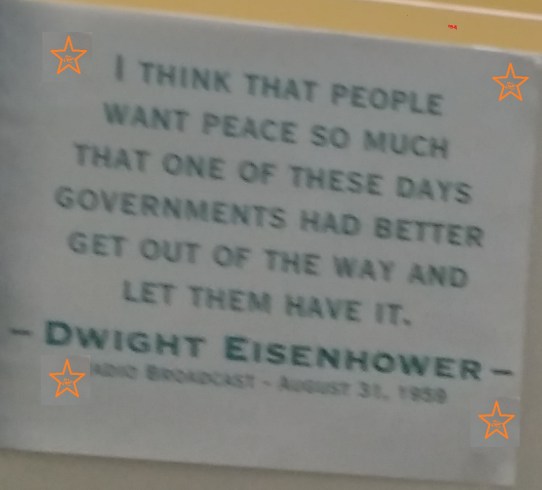 I THINK THAT PEOPLE
WANT PEACE SO MUCH
THAT ONE OF THESE DAYS
GOVERNMENTS HAD BETTER
GET OUT OF THE WAY AND
LET THEM HAVE IT.
– DWIGHT EISENHOWER –
BROADCAST - AUGUST 31, 1959